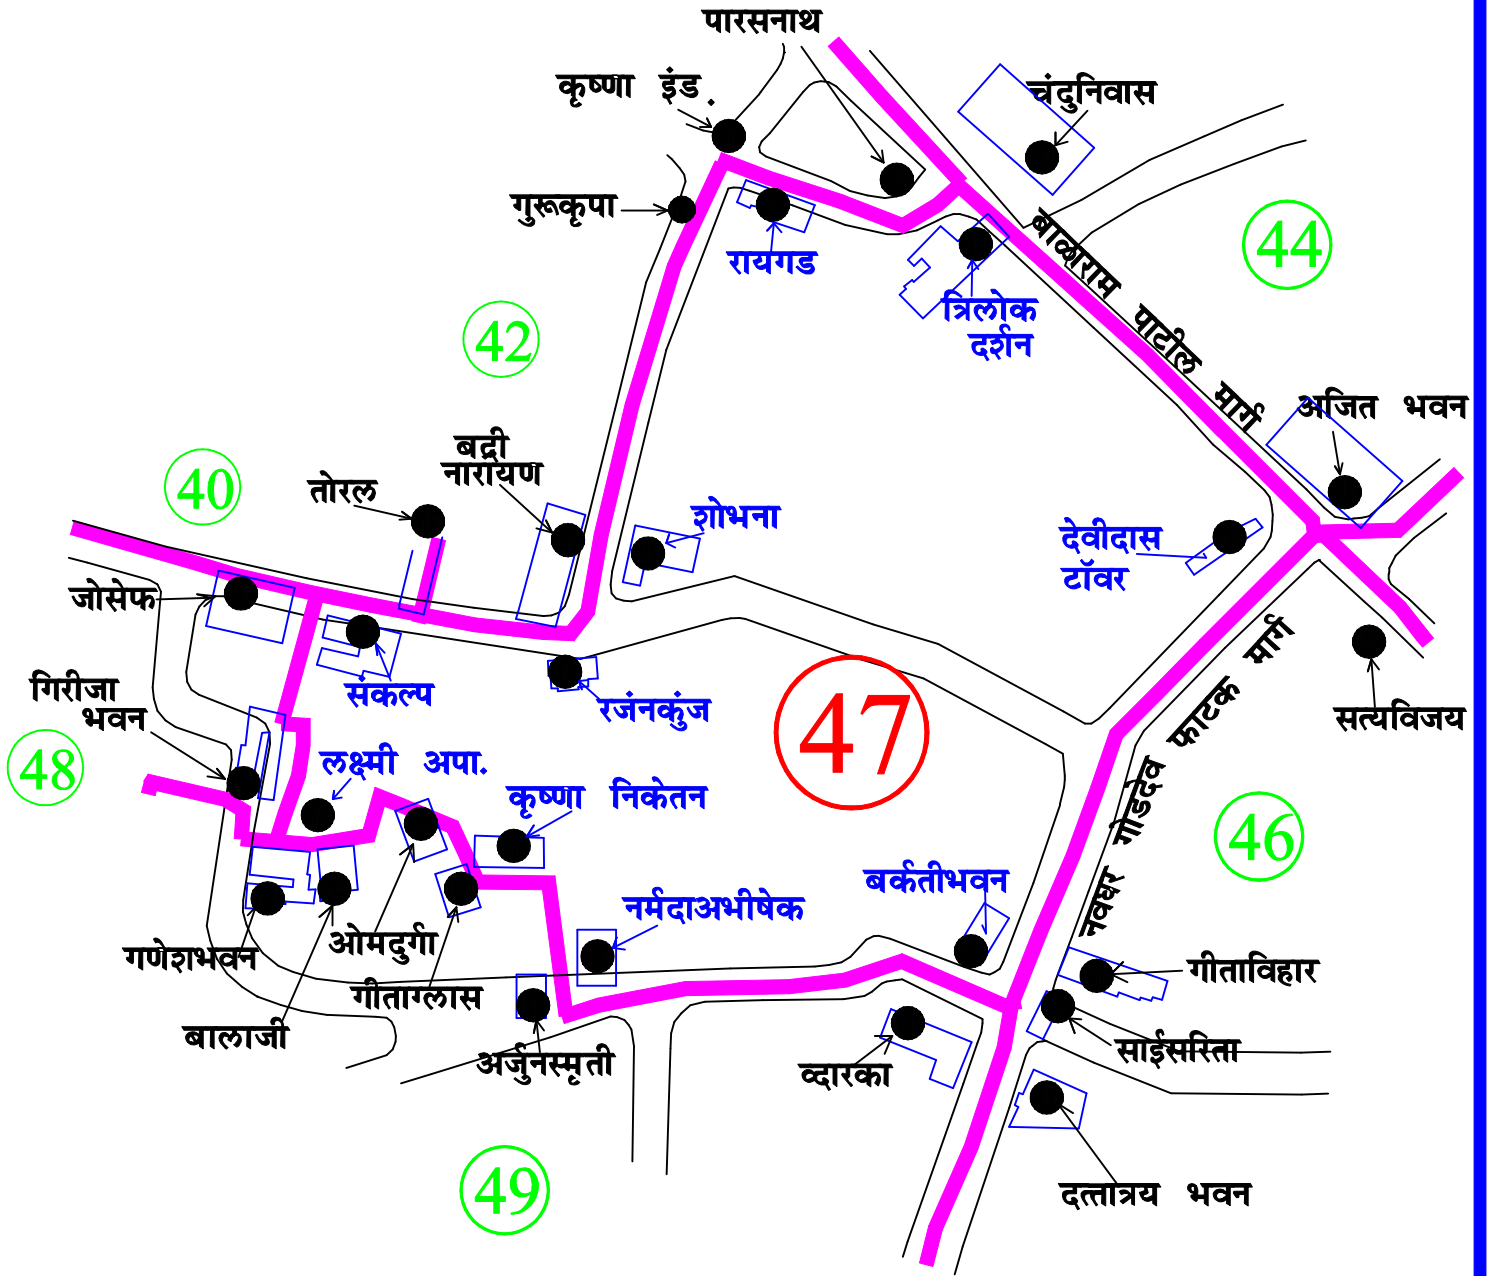 पारसनाथ
कृष्णा इंड.
चंदुनिवास
गुरूकृपा
रायगड
44
बाळाराम पाटील मार्ग
त्रिलोक
दर्शन
42
अजित भवन
बद्री
नारायण
40
तोरल
शोभना
देवीदास
टॉवर
जोसेफ
नवघर गोडदेव फाटक मार्ग
गिरीजा
भवन
संकल्प
रजंनकुंज
47
सत्यविजय
48
लक्ष्मी अपा.
कृष्णा निकेतन
46
बर्कतीभवन
नर्मदाअभीषेक
ओमदुर्गा
गणेशभवन
गीताग्लास
गीताविहार
बालाजी
अर्जुनस्मृती
साईसरिता
व्दारका
49
दत्तात्रय भवन